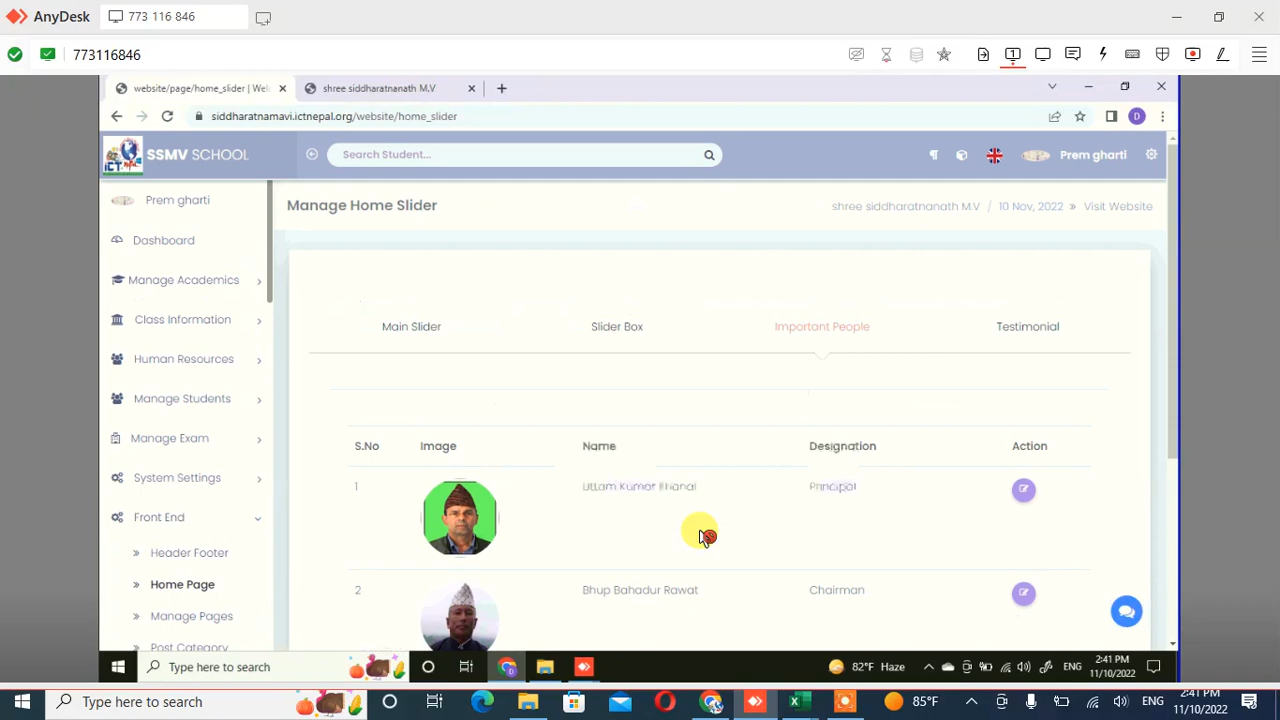 AnyDesk 773 116 846
773116846
website/page/home_slider | Wel shree siddharatnanath M.V
siddharatnamavi.ictnepal.org/website/home_slider
SSMV SCHOOL Search Student... Prem gharti
Prem gharti
Manage Home Slider shree siddharatnanath M.V / 10 Nov, 2022 » Visit Website
Dashboard
Manage Academics
Class Information
Main Slider Slider Box Important People Testimonial
Human Resources
Manage Students
Manage Exam
S.No Image Name Designation Action
System Settings
1 Uttam Kumar Khanal Principal
Front End
Header Footer
Home Page
2 Bhup Bahadur Rawat Chairman
Manage Pages
Post Category
Type here to search 82°F Haze ENG 2:41 PM
11/10/2022
Type here to search 85°F ENG 2:41 PM
11/10/2022